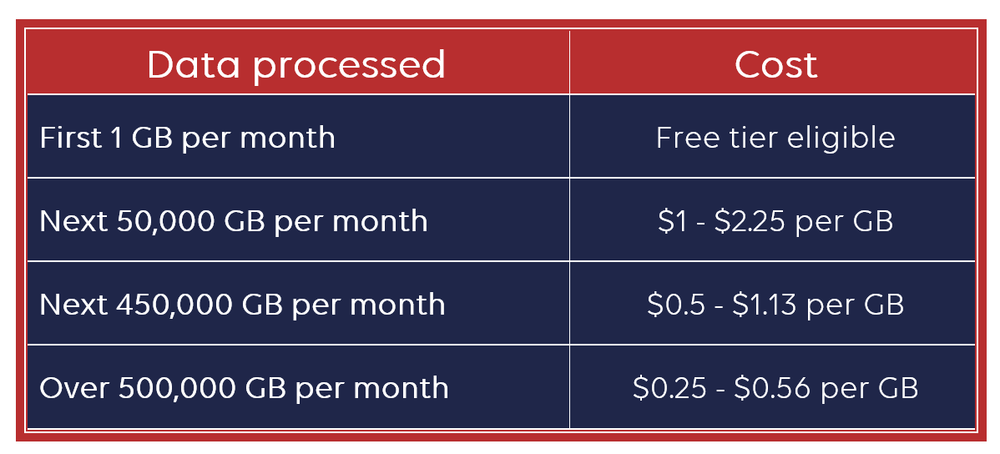 Data processed Cost
First 1 GB per month Free tier eligible
Next 50,000 GB per month $1 - $2.25 per GB
Next 450,000 GB per month $0.5 - $1.13 per GB
Over 500,000 GB per month $0.25 - $0.56 per GB